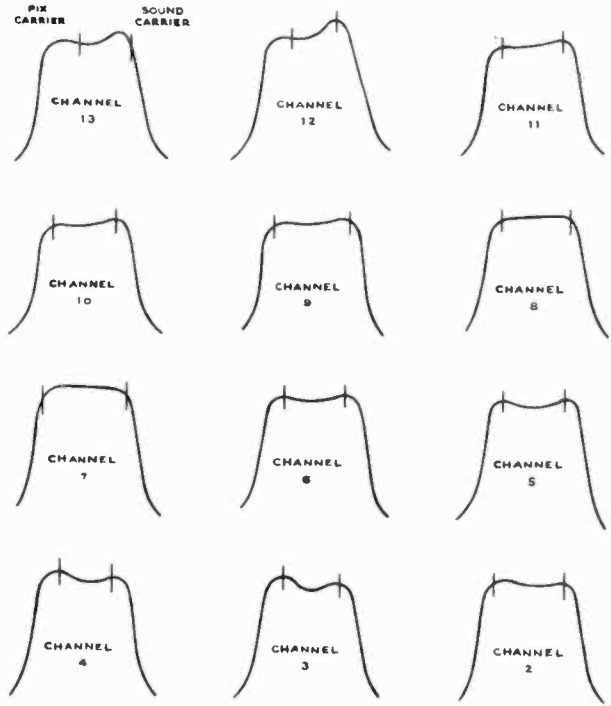 PIX
CARRIER
SOUND
CARRIER
CHANNEL
13
CHANNEL
12
CHANNEL
11
CHANNEL
10
CHANNEL
9
CHANNEL
8
CHANNEL
7
CHANNEL
6
CHANNEL
5
CHANNEL
4
CHANNEL
3
CHANNEL
2